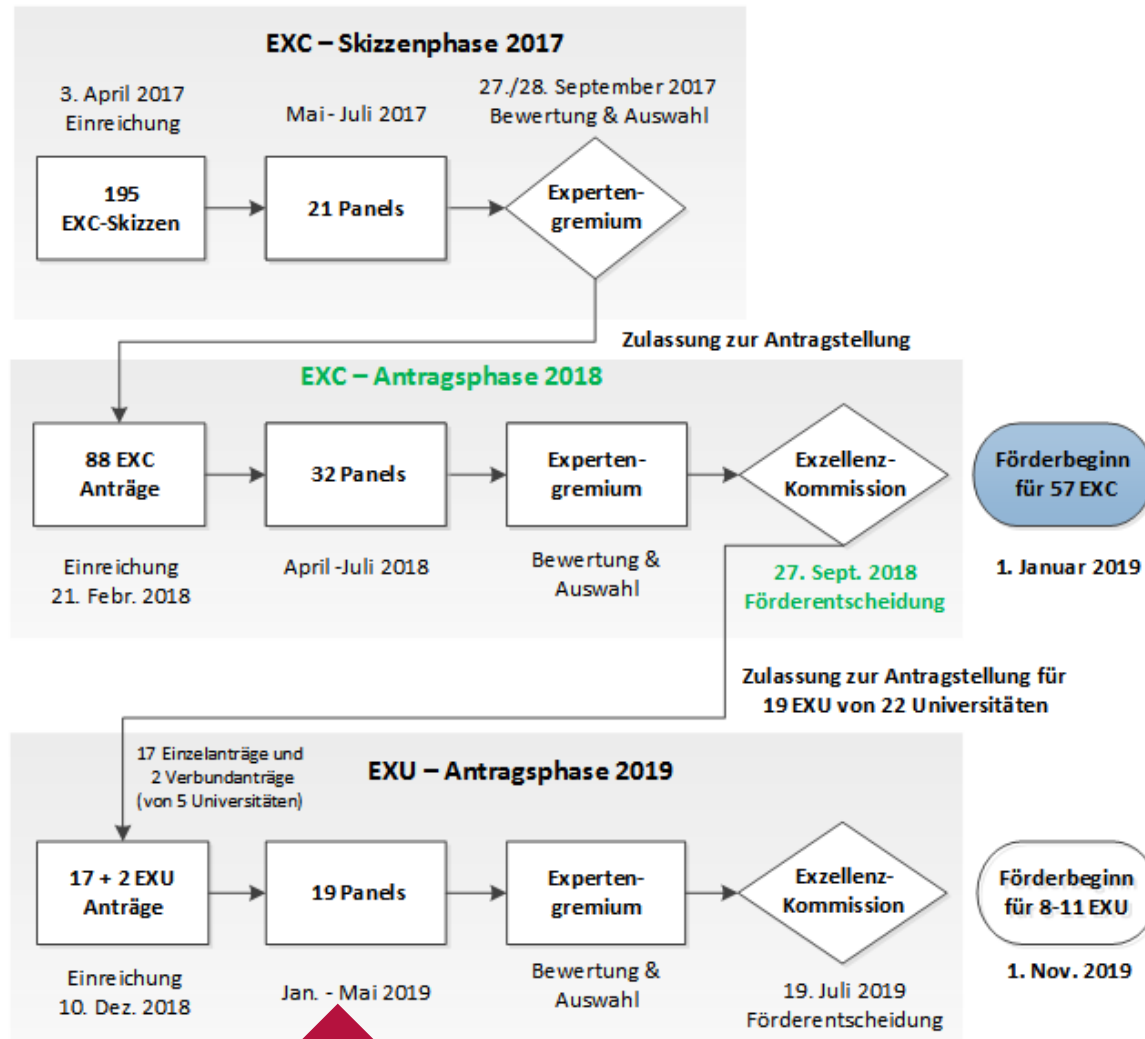 EXC – Skizzenphase 2017
3. April 2017
Einreichung
Mai - Juli 2017
27./28. September 2017
Bewertung & Auswahl
195
EXC-Skizzen
21 Panels
Experten-
gremium
Zulassung zur Antragstellung
EXC – Antragsphase 2018
88 EXC
Anträge
32 Panels
Experten-
gremium
Exzellenz-
Kommission
Förderbeginn
für 57 EXC
Einreichung
21. Febr. 2018
April -Juli 2018
Bewertung &
Auswahl
27. Sept. 2018
Förderentscheidung
1. Januar 2019
Zulassung zur Antragstellung für
19 EXU von 22 Universitäten
17 Einzelanträge und
2 Verbundanträge
(von 5 Universitäten)
EXU – Antragsphase 2019
17 + 2 EXU
Anträge
19 Panels
Experten-
gremium
Exzellenz-
Kommission
Förderbeginn
für 8-11 EXU
Einreichung
10. Dez. 2018
Jan. - Mai 2019
Bewertung &
Auswahl
19. Juli 2019
Förderentscheidung
1. Nov. 2019